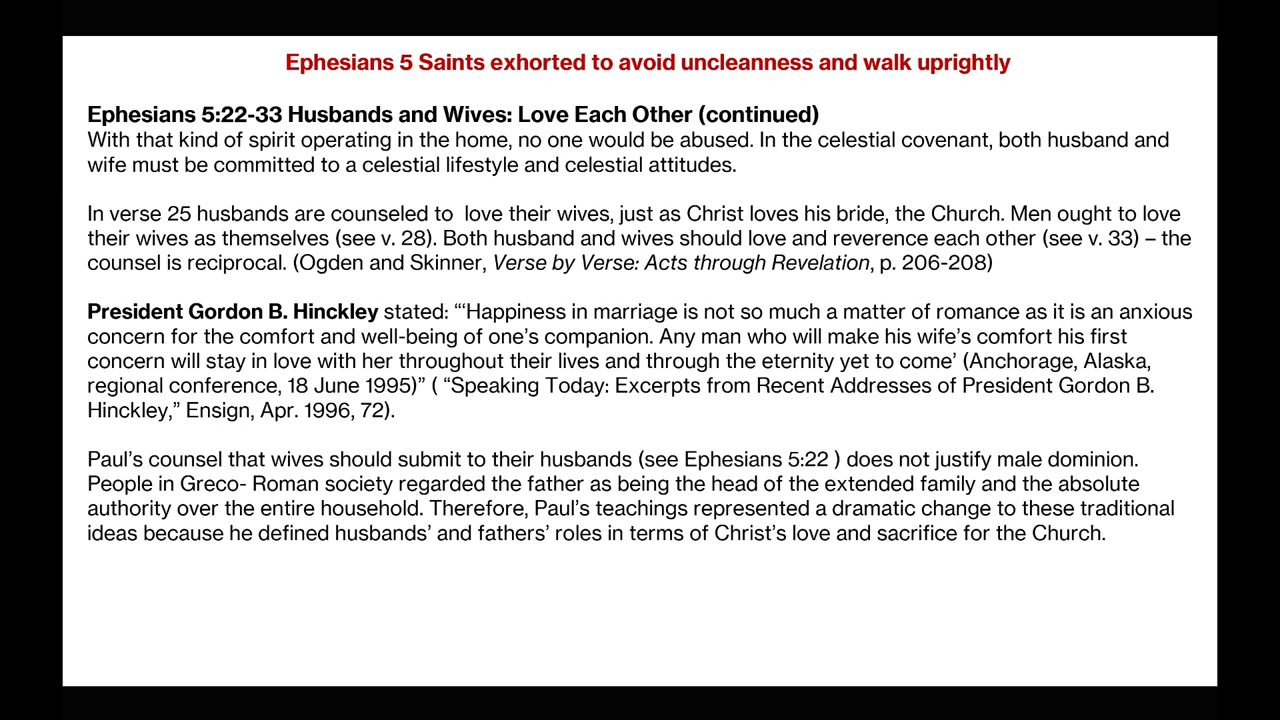 Ephesians 5 Saints exhorted to avoid uncleanness and walk uprightly
Ephesians 5:22-33 Husbands and Wives: Love Each Other (continued)
With that kind of spirit operating in the home, no one would be abused. In the celestial covenant, both husband and
wife must be committed to a celestial lifestyle and celestial attitudes.
In verse 25 husbands are counseled to  love their wives, just as Christ loves his bride, the Church. Men ought to love
their wives as themselves (see v. 28). Both husband and wives should love and reverence each other (see v. 33) – the
counsel is reciprocal. (Ogden and Skinner, Verse by Verse: Acts through Revelation, p. 206-208)
President Gordon B. Hinckley stated: “‘Happiness in marriage is not so much a matter of romance as it is an anxious
concern for the comfort and well-being of one’s companion. Any man who will make his wife’s comfort his first
concern will stay in love with her throughout their lives and through the eternity yet to come’ (Anchorage, Alaska,
regional conference, 18 June 1995)” ( “Speaking Today: Excerpts from Recent Addresses of President Gordon B.
Hinckley,” Ensign, Apr. 1996, 72).
Paul’s counsel that wives should submit to their husbands (see Ephesians 5:22 ) does not justify male dominion.
People in Greco- Roman society regarded the father as being the head of the extended family and the absolute
authority over the entire household. Therefore, Paul’s teachings represented a dramatic change to these traditional
ideas because he defined husbands’ and fathers’ roles in terms of Christ’s love and sacrifice for the Church.